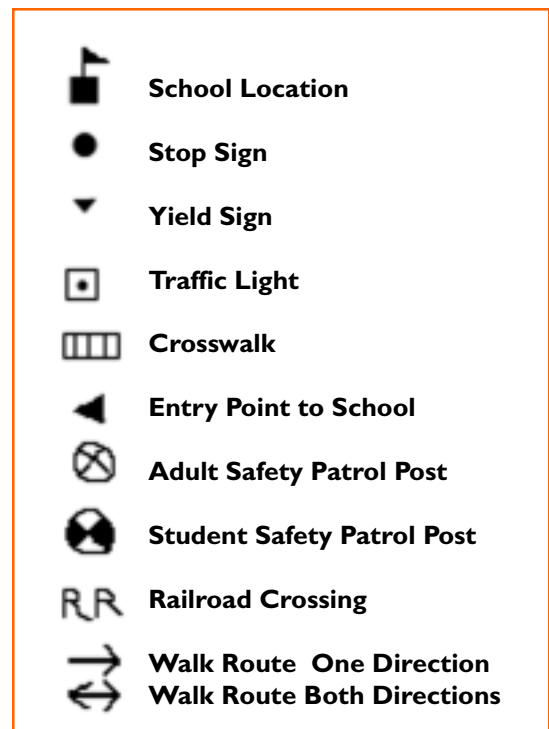 School Location
Stop Sign
Yield Sign
Traffic Light
Crosswalk
Entry Point to School
Adult Safety Patrol Post
Student Safety Patrol Post
RR Railroad Crossing
Walk Route One Direction
Walk Route Both Directions